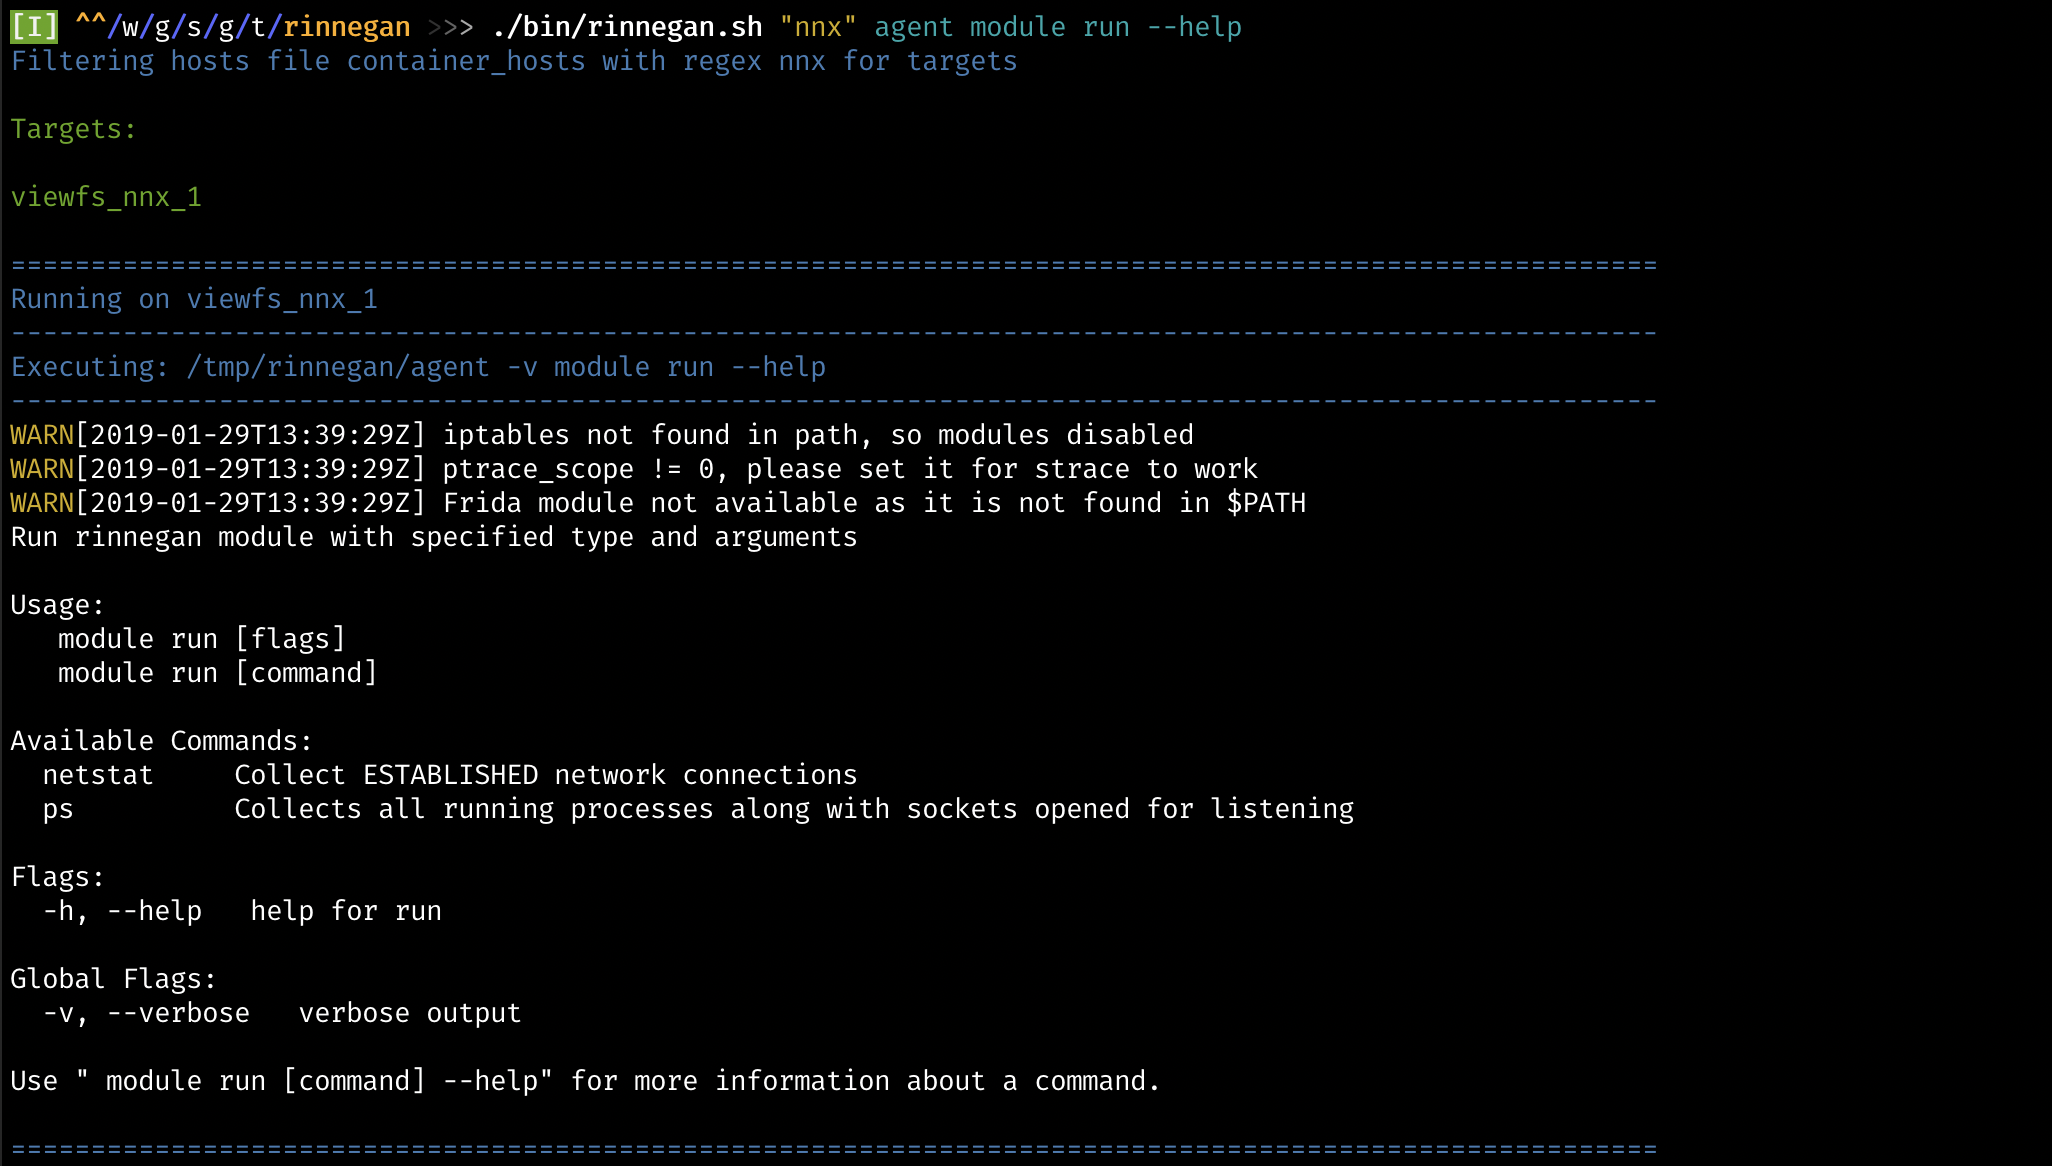 [I] ^^/w/g/s/g/t/rinnegan >>> ./bin/rinnegan.sh "nnx" agent module run --help
Filtering hosts file container_hosts with regex nnx for targets
Targets:
viewfs_nnx_1
=======================================================================================================
Running on viewfs_nnx_1
-------------------------------------------------------------------------------------------------------
Executing: /tmp/rinnegan/agent -v module run --help
-------------------------------------------------------------------------------------------------------
WARN[2019-01-29T13:39:29Z] iptables not found in path, so modules disabled
WARN[2019-01-29T13:39:29Z] ptrace_scope != 0, please set it for strace to work
WARN[2019-01-29T13:39:29Z] Frida module not available as it is not found in $PATH
Run rinnegan module with specified type and arguments
Usage:
   module run [flags]
   module run [command]
Available Commands:
  netstat     Collect ESTABLISHED network connections
  ps          Collects all running processes along with sockets opened for listening
Flags:
  -h, --help   help for run
Global Flags:
  -v, --verbose   verbose output
Use " module run [command] --help" for more information about a command.
=======================================================================================================